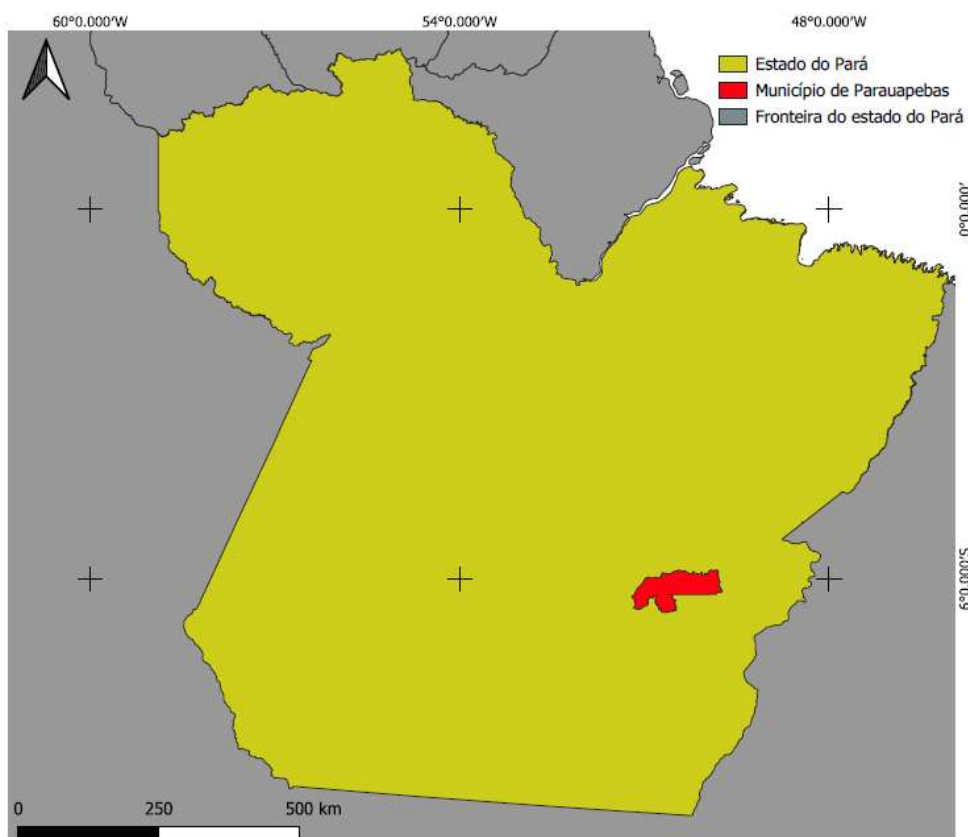 60°0.000'W 54°0.000'W 48°0.000'W
Estado do Pará
Município de Parauapebas
Fronteira do estado do Pará
0°0.000'
6°0.000'S
0 250 500 km